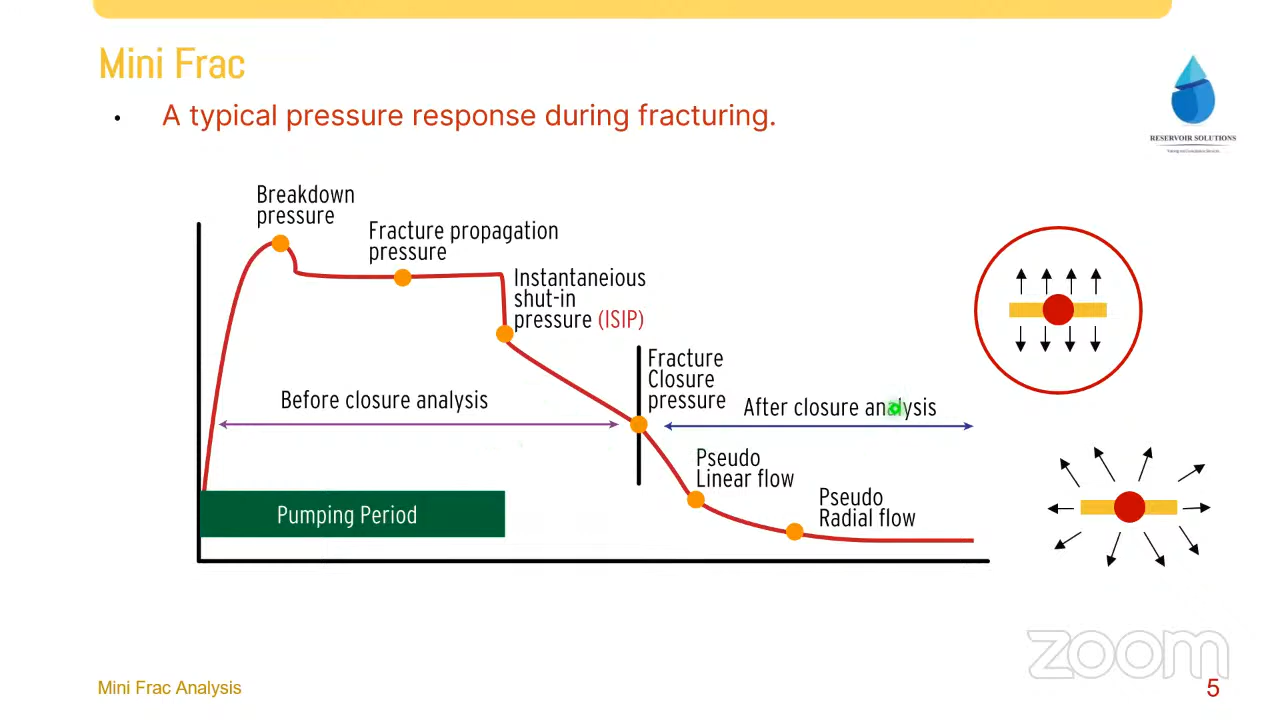 Mini Frac
• A typical pressure response during fracturing.
RESERVOIR SOLUTIONS
Breakdown
pressure
Fracture propagation
pressure
Instantaneious
shut-in
pressure (ISIP)
Fracture
Closure
pressure
Before closure analysis
After closure analysis
Pseudo
Linear flow
Pseudo
Radial flow
Pumping Period
zoom
Mini Frac Analysis
5